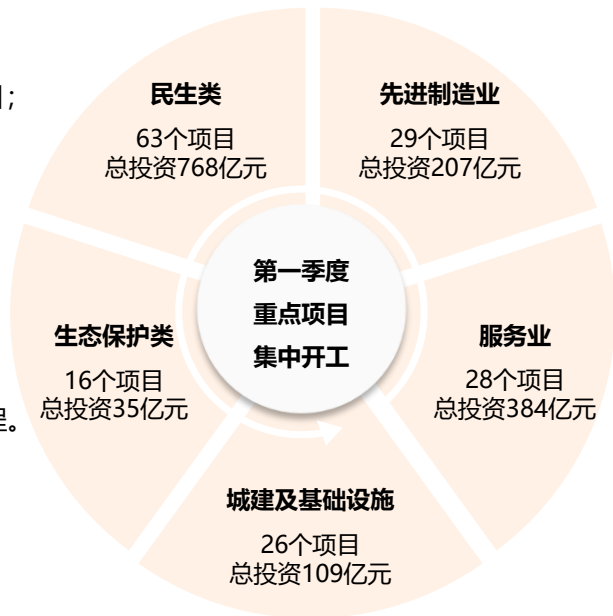 民生类
63个项目
总投资768亿元
先进制造业
29个项目
总投资207亿元
第一季度
重点项目
集中开工
生态保护类
16个项目
总投资35亿元
服务业
28个项目
总投资384亿元
城建及基础设施
26个项目
总投资109亿元